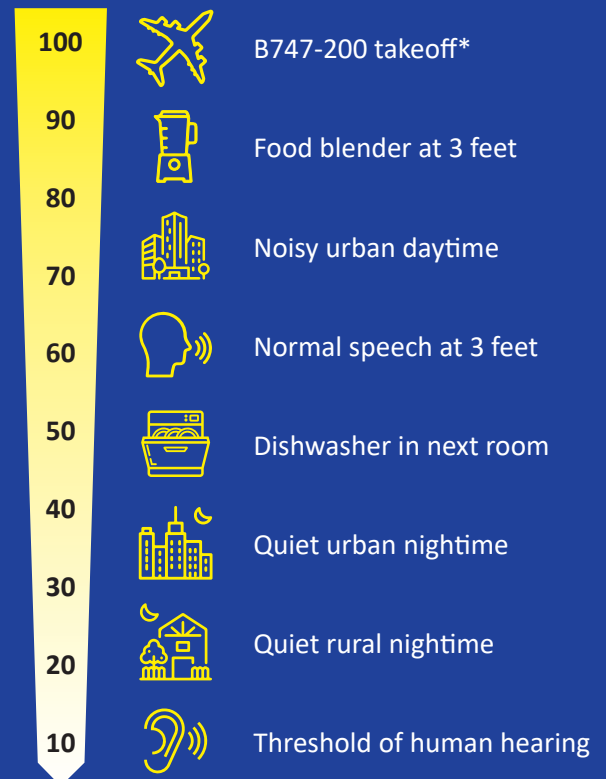 100
B747-200 takeoff*
90
Food blender at 3 feet
80
Noisy urban daytime
70
Normal speech at 3 feet
60
50
Dishwasher in next room
40
Quiet urban nightime
30
Quiet rural nightime
20
10
Threshold of human hearing